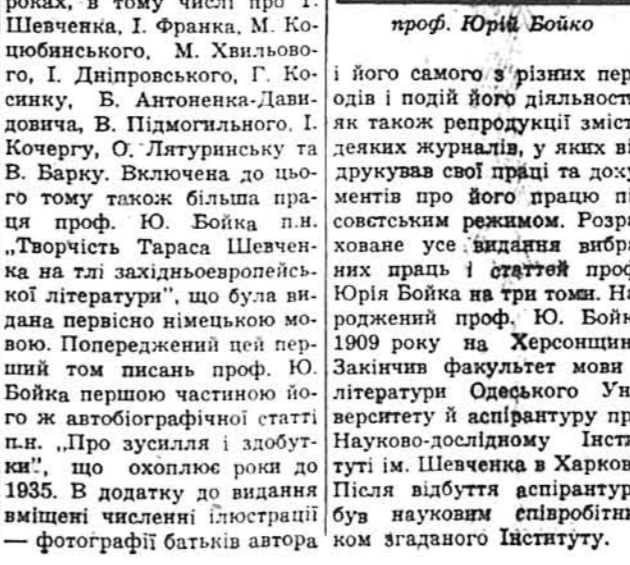 роках, в тому числі про Т.
Шевченка, І. Франка, М. Ко-
цюбинського, М. Хвильово-
го, І. Дніпровського, Г. Ко-
синку, Б. Антоненка-Дави-
довича, В. Підмогильного, І.
Кочергу, О. Лятуринську та
В. Барку. Включена до цьо-
го тому також більша пра-
ця проф. Ю. Бойка п.н.
„Творчість Тараса Шевчен-
ка на тлі західньоевропейсь-
кої літератури”, що була ви-
дана первісно німецькою мо-
вою. Попереджений цей пер-
ший том писань проф. Ю.
Бойка першою частиною йо-
го ж автобіографічної статті
п.н. „Про зусилля і здобут-
ки”, що охоплює роки до
1935. В додатку до видання
вміщені численні ілюстрації
— фотографії батьків автора
проф. Юрій Бойко
і його самого з різних пер
одів і подій його діяльност
як також репродукції зміст
деяких журналів, у яких ві
друкував свої праці та доку
ментів про його працю пі
совєтським режимом. Розра
ховане усе видання вибра
них праць і статтей проф
Юрія Бойка на три томи. На
роджений проф. Ю. Бойк
1909 року на Херсонщин
Закінчив факультет мови
літератури Одеського Ун
верситету й аспірантуру пр
Науково-дослідному Інсти
туті ім. Шевченка в Харков
Після відбуття аспірантур
був науковим співробітн
ком згаданого Інституту.